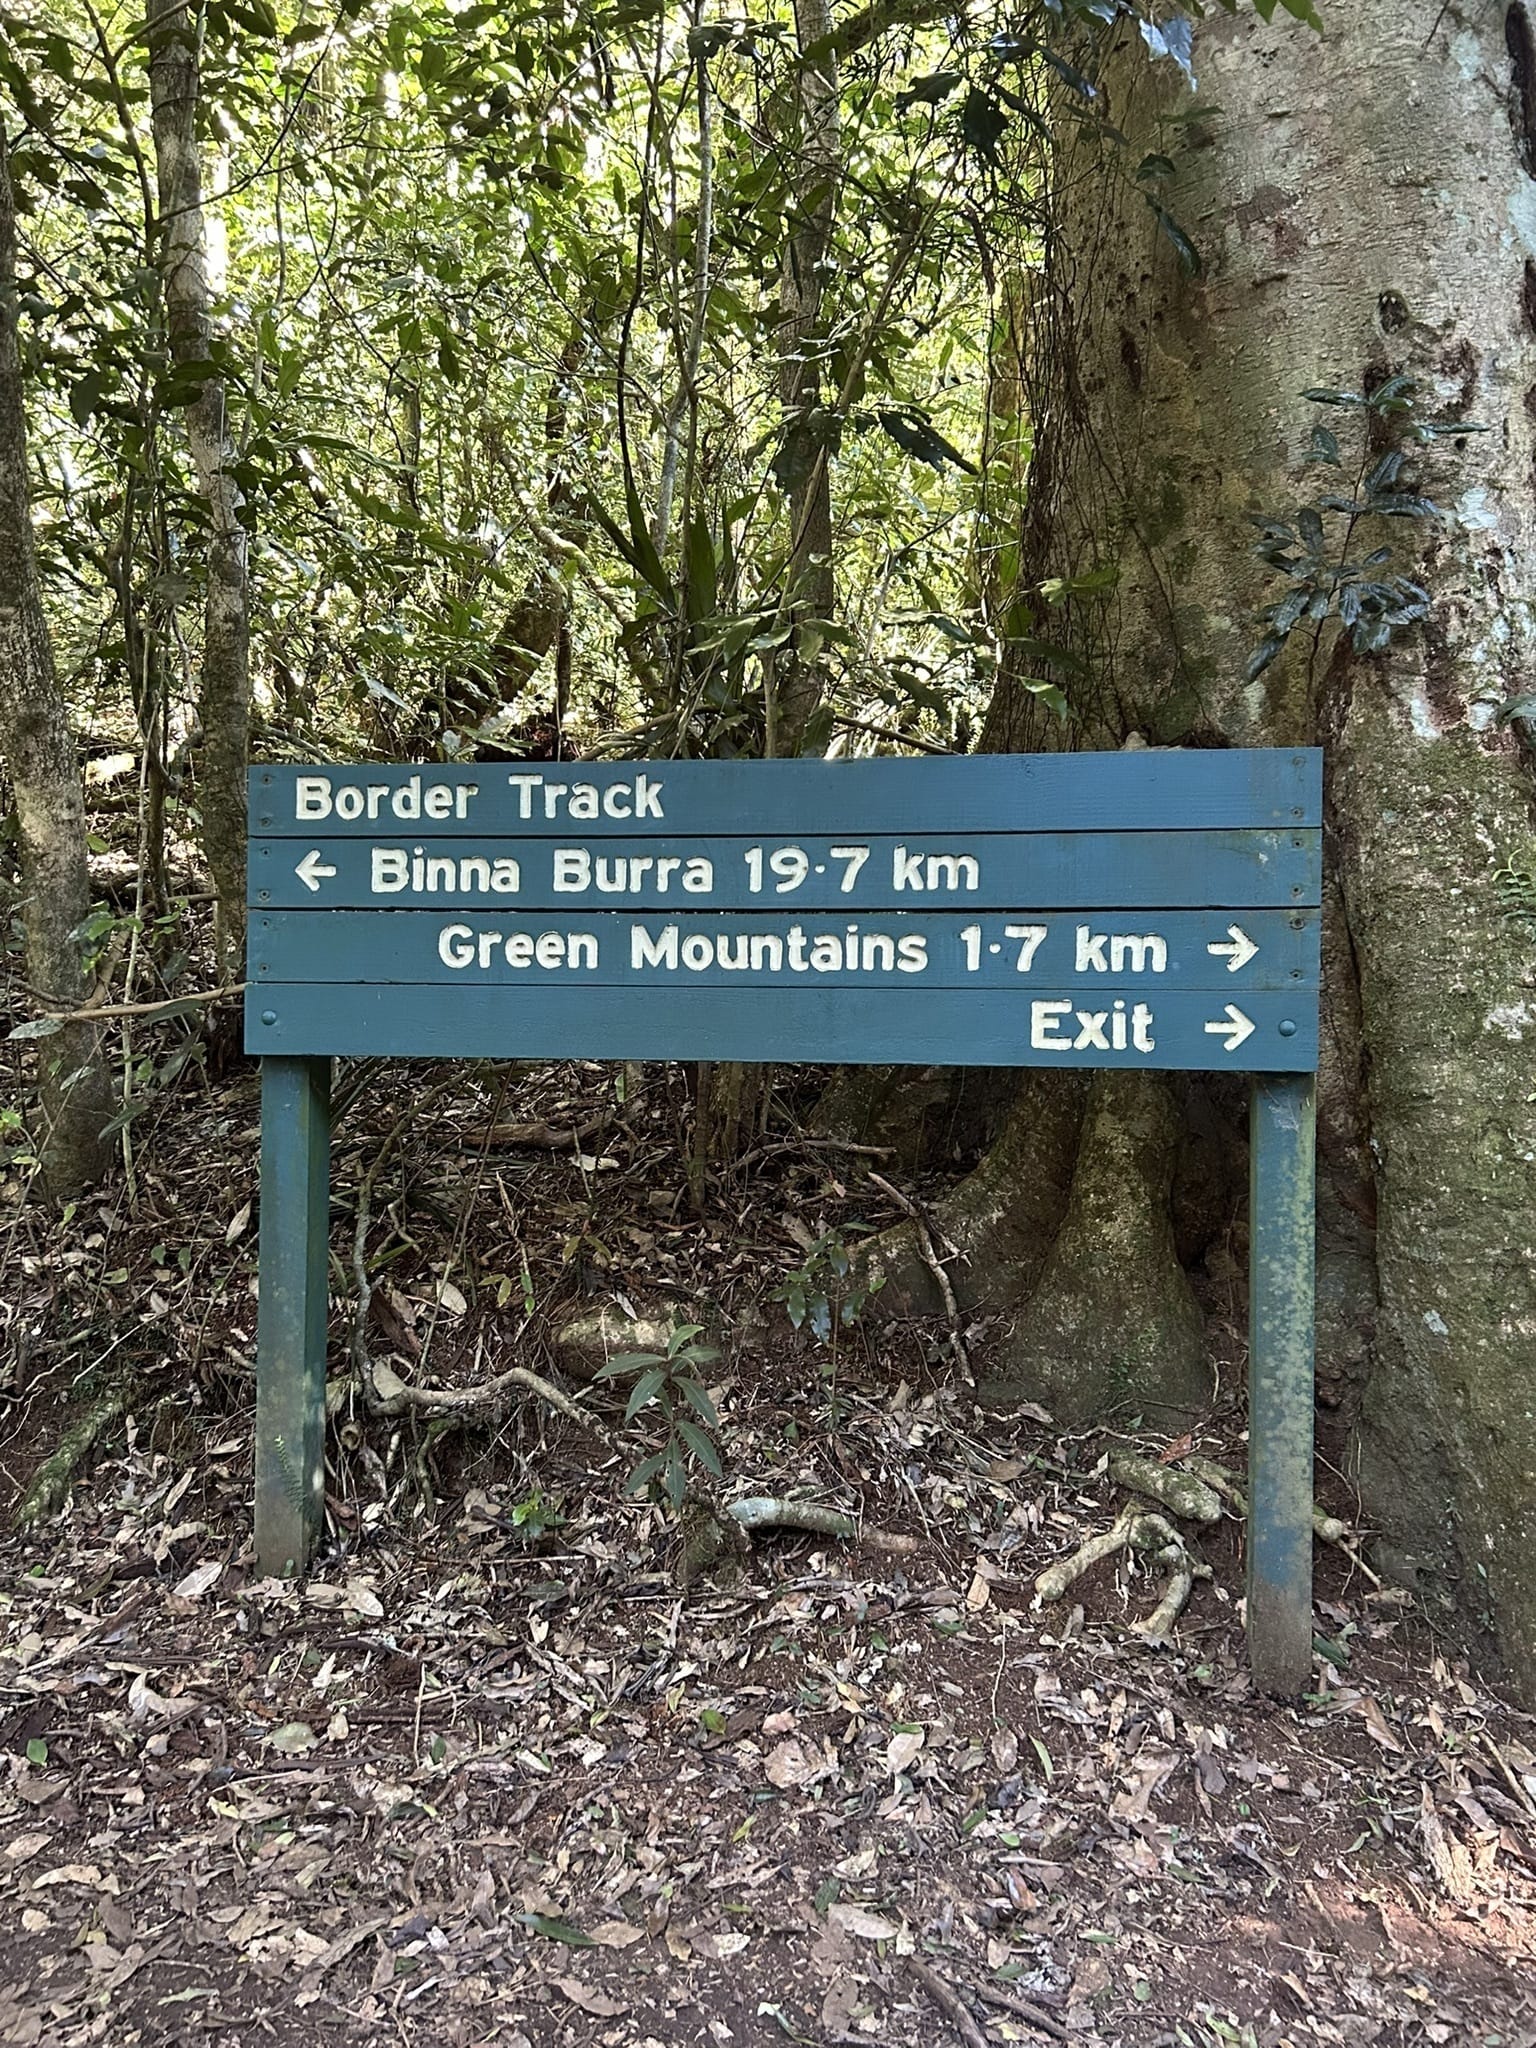 Border Track
← Binna Burra 19·7 km
Green Mountains 1·7 km →
Exit →